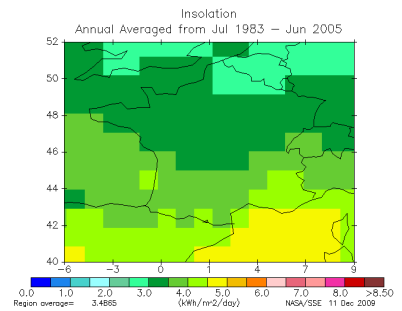 Insolation
Annual Averaged from Jul 1983 – Jun 2005
52
50
48
46
44
42
40
−6 −3 0 1 4 7 9
0.0 1.0 2.0 3.0 4.0 5.0 6.0 7.0 8.0 >8.50
Region average= 3.4865 (kWh/m^2/day) NASA/SSE 11 Dec 2009